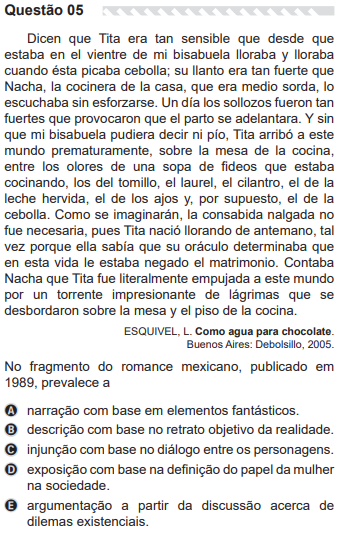 Questão 05
Dicen que Tita era tan sensible que desde que
estaba en el vientre de mi bisabuela lloraba y lloraba
cuando ésta picaba cebolla; su llanto era tan fuerte que
Nacha, la cocinera de la casa, que era medio sorda, lo
escuchaba sin esforzarse. Un día los sollozos fueron tan
fuertes que provocaron que el parto se adelantara. Y sin
que mi bisabuela pudiera decir ni pío, Tita arribó a este
mundo prematuramente, sobre la mesa de la cocina,
entre los olores de una sopa de fideos que estaba
cocinando, los del tomillo, el laurel, el cilantro, el de la
leche hervida, el de los ajos y, por supuesto, el de la
cebolla. Como se imaginarán, la consabida nalgada no
fue necesaria, pues Tita nació llorando de antemano, tal
vez porque ella sabía que su oráculo determinaba que
en esta vida le estaba negado el matrimonio. Contaba
Nacha que Tita fue literalmente empujada a este mundo
por un torrente impresionante de lágrimas que se
desbordaron sobre la mesa y el piso de la cocina.
ESQUIVEL, L. Como agua para chocolate.
Buenos Aires: Debolsillo, 2005.
No fragmento do romance mexicano, publicado em
1989, prevalece a
A narração com base em elementos fantásticos.
B descrição com base no retrato objetivo da realidade.
C injunção com base no diálogo entre os personagens.
D exposição com base na definição do papel da mulher
na sociedade.
E argumentação a partir da discussão acerca de
dilemas existenciais.